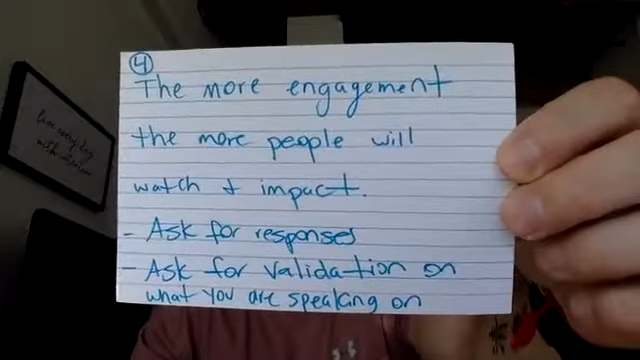 ④
The more engagement
the more people will
watch & impact.
- Ask for responses
- Ask for validation on
what you are speaking on